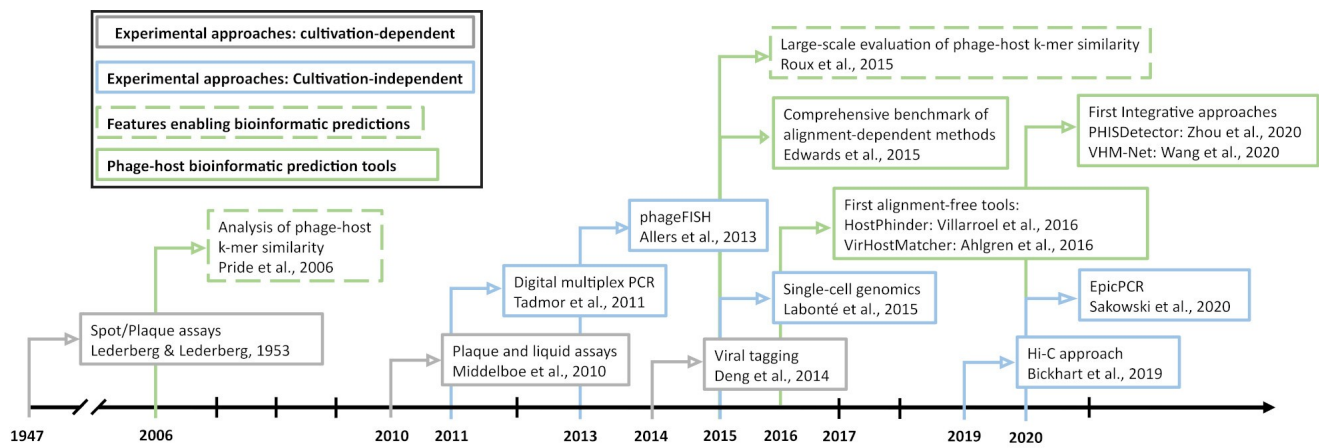 Experimental approaches: cultivation-dependent
Experimental approaches: Cultivation-independent
Features enabling bioinformatic predictions
Phage-host bioinformatic prediction tools
Large-scale evaluation of phage-host k-mer similarity
Roux et al., 2015
Comprehensive benchmark of
alignment-dependent methods
Edwards et al., 2015
First Integrative approaches
PHISDetector: Zhou et al., 2020
VHM-Net: Wang et al., 2020
Analysis of phage-host
k-mer similarity
Pride et al., 2006
phageFISH
Allers et al., 2013
First alignment-free tools:
HostPhinder: Villarroel et al., 2016
VirHostMatcher: Ahlgren et al., 2016
Digital multiplex PCR
Tadmor et al., 2011
Single-cell genomics
Labonté et al., 2015
EpicPCR
Sakowski et al., 2020
Spot/Plaque assays
Lederberg & Lederberg, 1953
Plaque and liquid assays
Middelboe et al., 2010
Viral tagging
Deng et al., 2014
Hi-C approach
Bickhart et al., 2019
1947 2006 2010 2011 2013 2014 2015 2016 2017 2019 2020